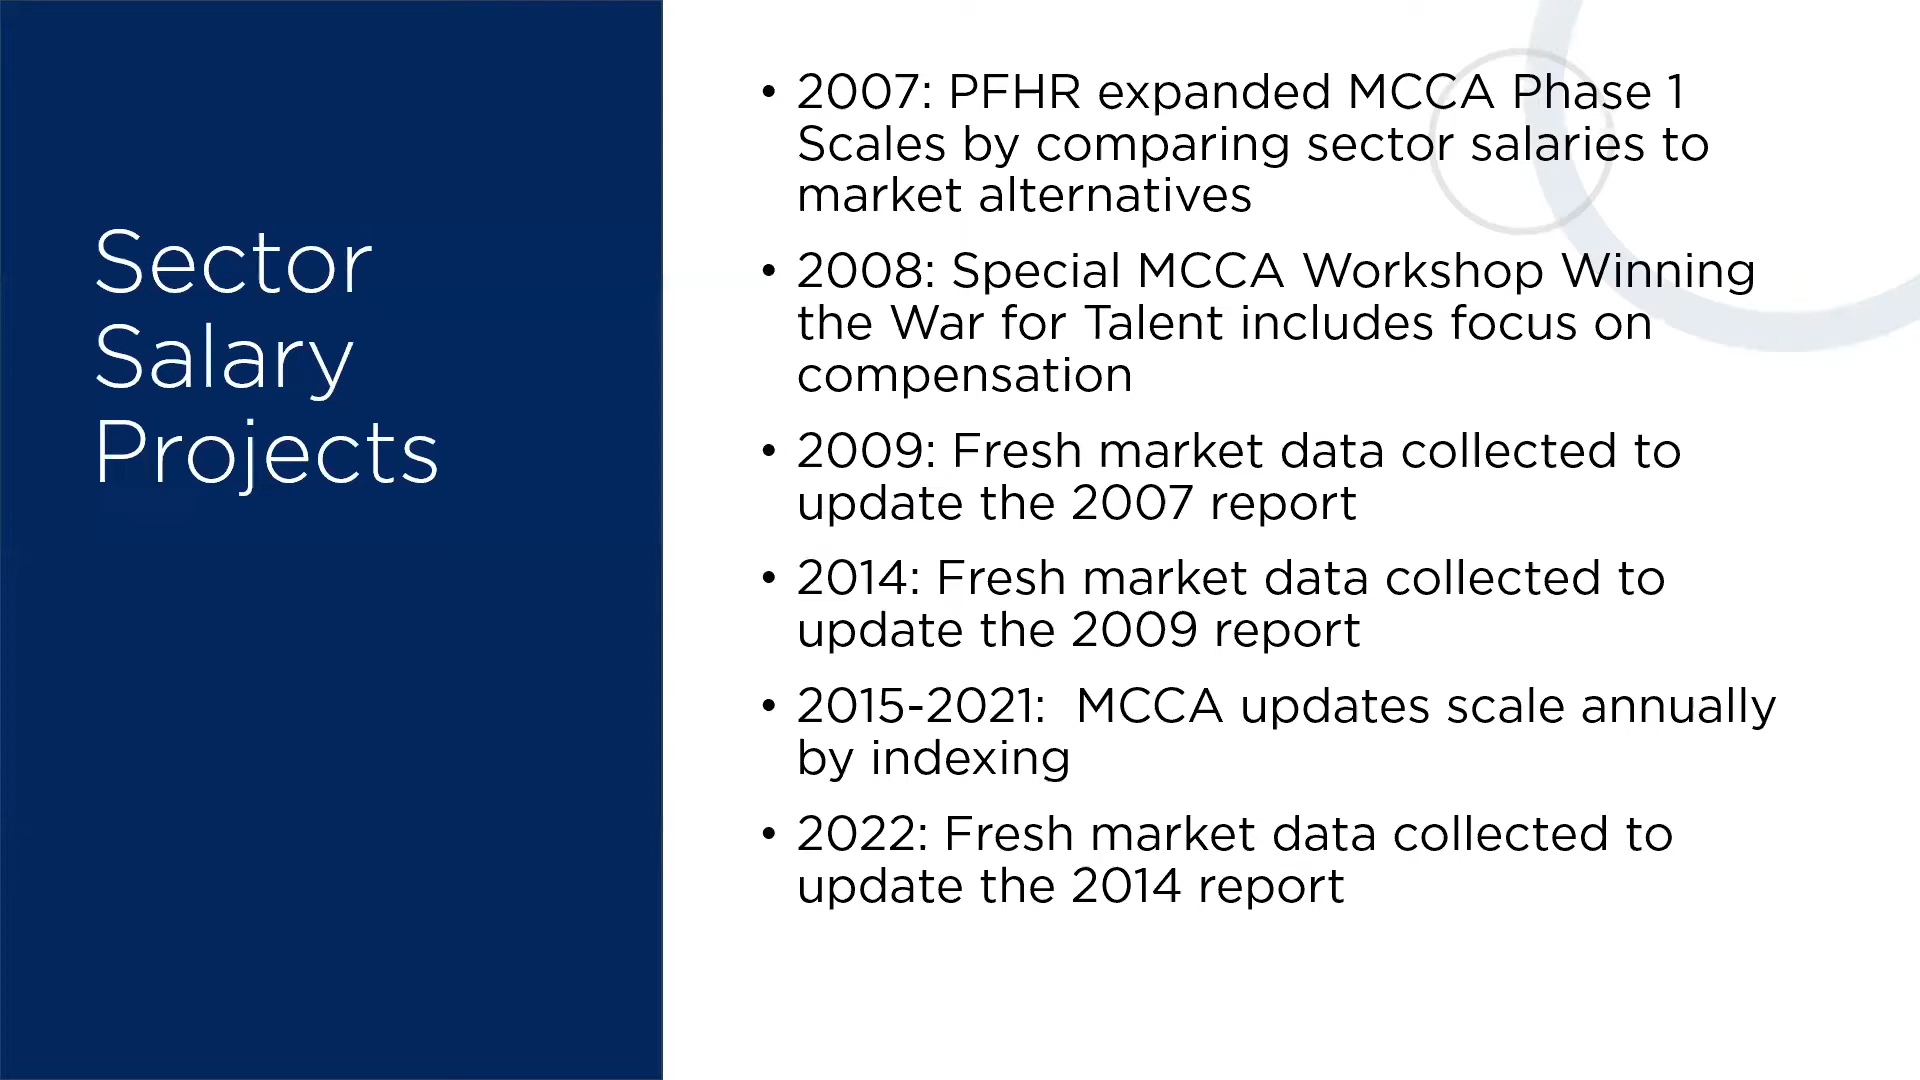 Sector
Salary
Projects
• 2007: PFHR expanded MCCA Phase 1
Scales by comparing sector salaries to
market alternatives
• 2008: Special MCCA Workshop Winning
the War for Talent includes focus on
compensation
• 2009: Fresh market data collected to
update the 2007 report
• 2014: Fresh market data collected to
update the 2009 report
• 2015-2021:  MCCA updates scale annually
by indexing
• 2022: Fresh market data collected to
update the 2014 report